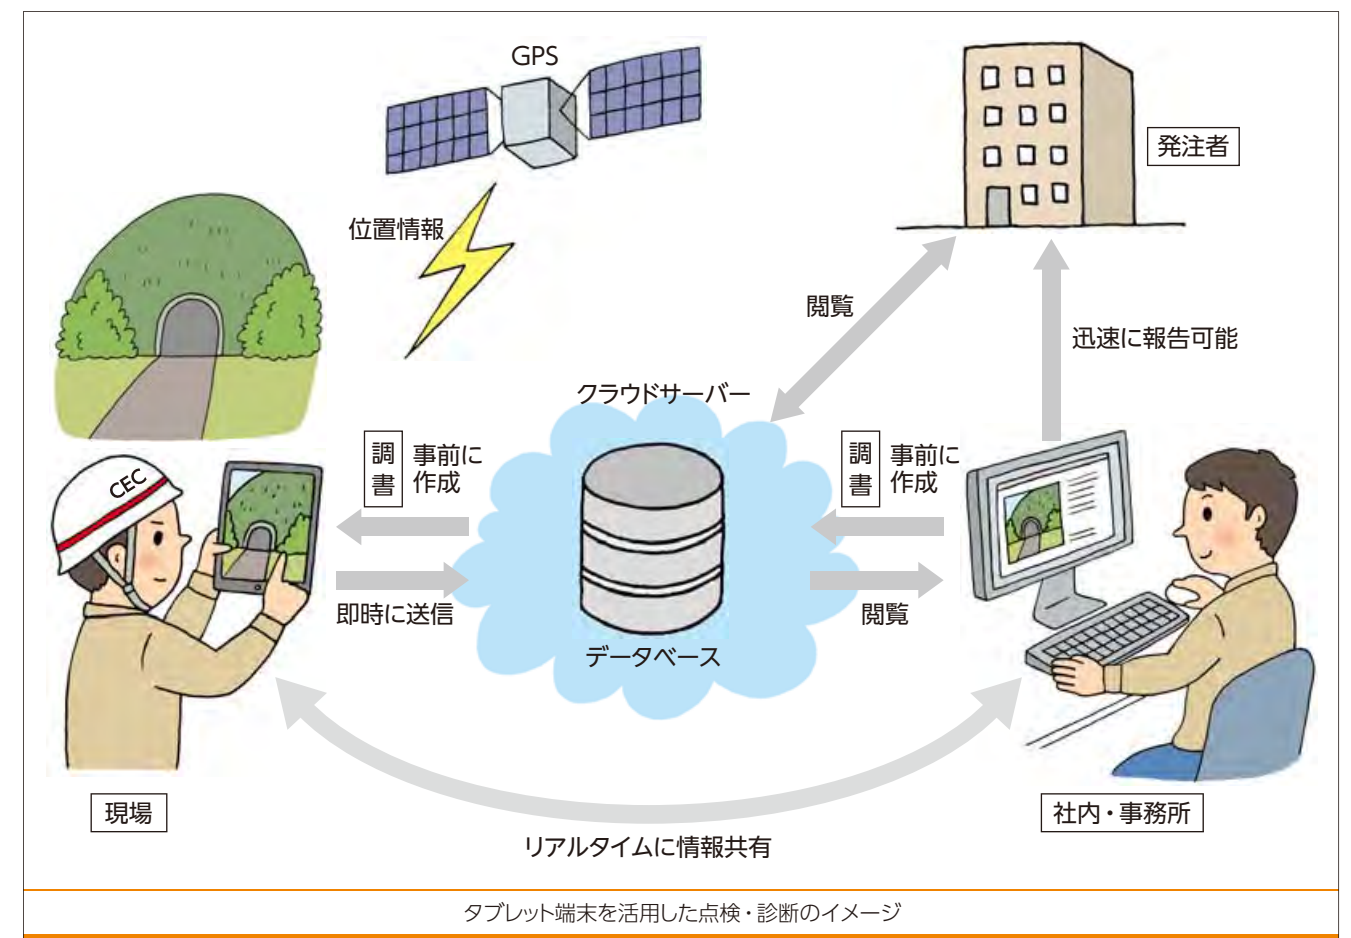 GPS
発注者
位置情報
閲覧
迅速に報告可能
クラウドサーバー
調書
事前に
作成
調書
事前に
作成
CEC
即時に送信
閲覧
データベース
現場
社内・事務所
リアルタイムに情報共有
タブレット端末を活用した点検・診断のイメージ